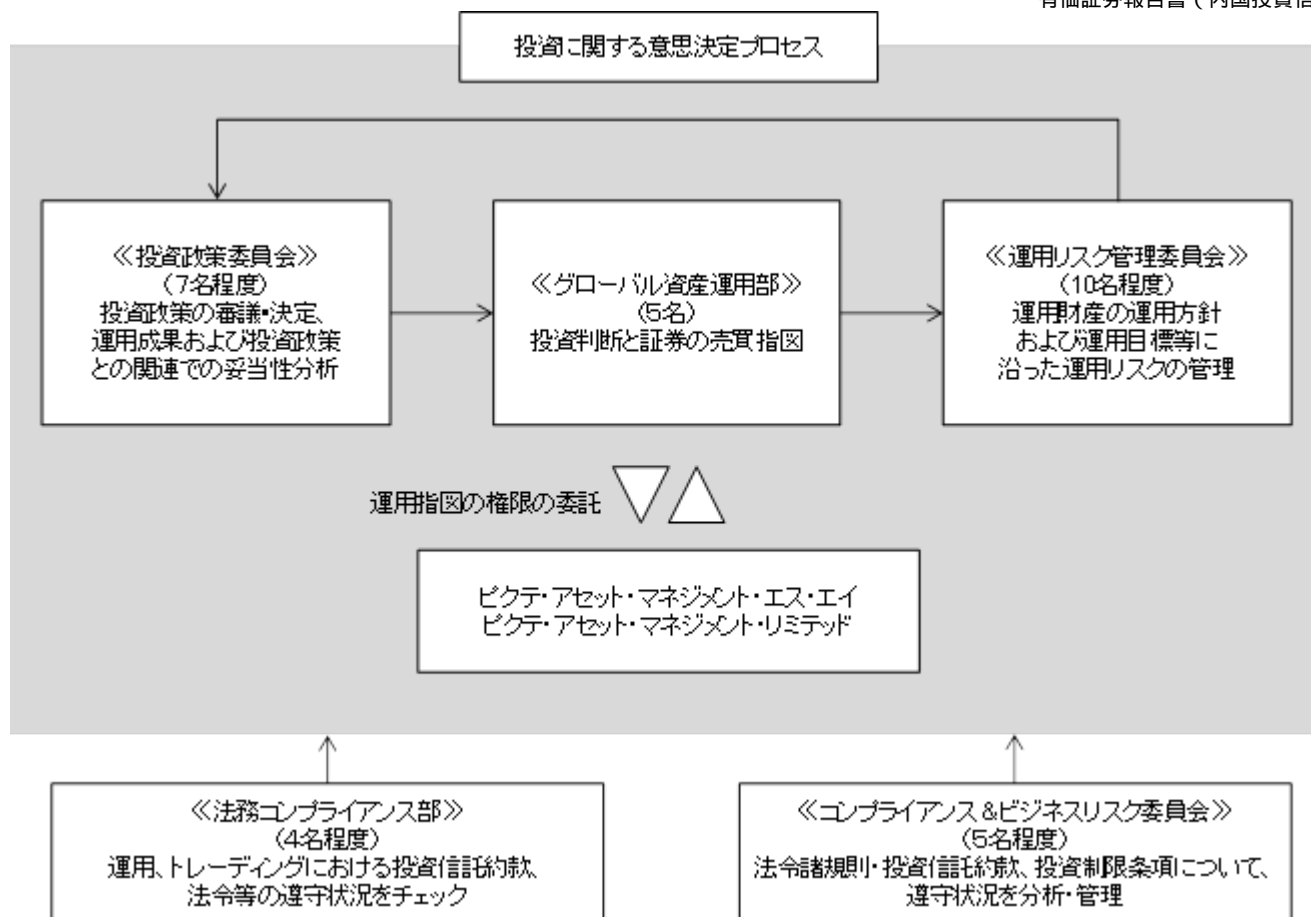 有価証券報告書(内国投資信
投資に関する意思決定プロセス
≪投資政策委員会≫
(7名程度)
投資政策の審議・決定、
運用成果および投資政策
との関連での妥当性分析
≪グローバル資産運用部≫
(5名)
投資判断と証券の売買指図
≪運用リスク管理委員会≫
(10名程度)
運用財産の運用方針
および運用目標等に
沿った運用リスクの管理
運用指図の権限の委託
ピクテ・アセット・マネジメント・エス・エイ
ピクテ・アセット・マネジメント・リミテッド
≪法務コンプライアンス部≫
(4名程度)
運用、トレーディングにおける投資信託約款、
法令等の遵守状況をチェック
≪コンプライアンス&ビジネスリスク委員会≫
(5名程度)
法令諸規則・投資信託約款、投資制限条項について、
遵守状況を分析・管理